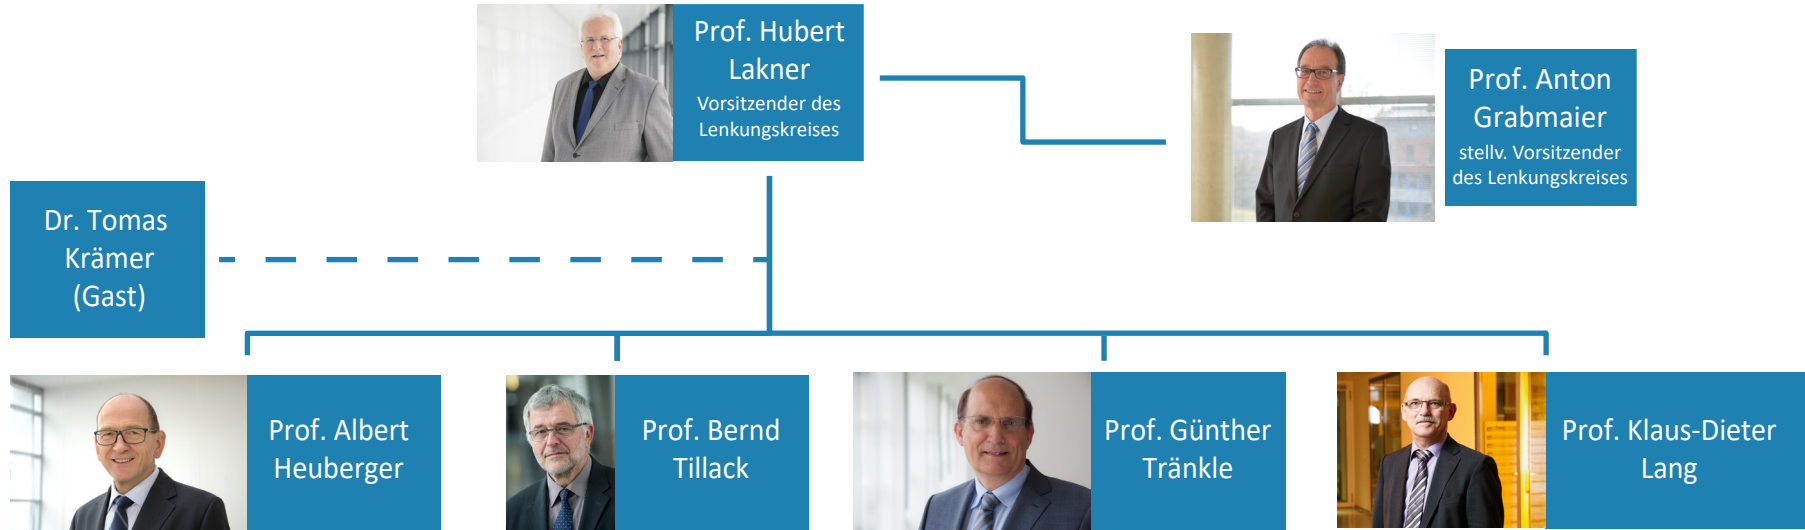 Prof. Hubert
Lakner
Vorsitzender des
Lenkungskreises
Prof. Anton
Grabmaier
stellv. Vorsitzender
des Lenkungskreises
Dr. Tomas
Krämer
(Gast)
Prof. Albert
Heuberger
Prof. Bernd
Tillack
Prof. Günther
Tränkle
Prof. Klaus-Dieter
Lang